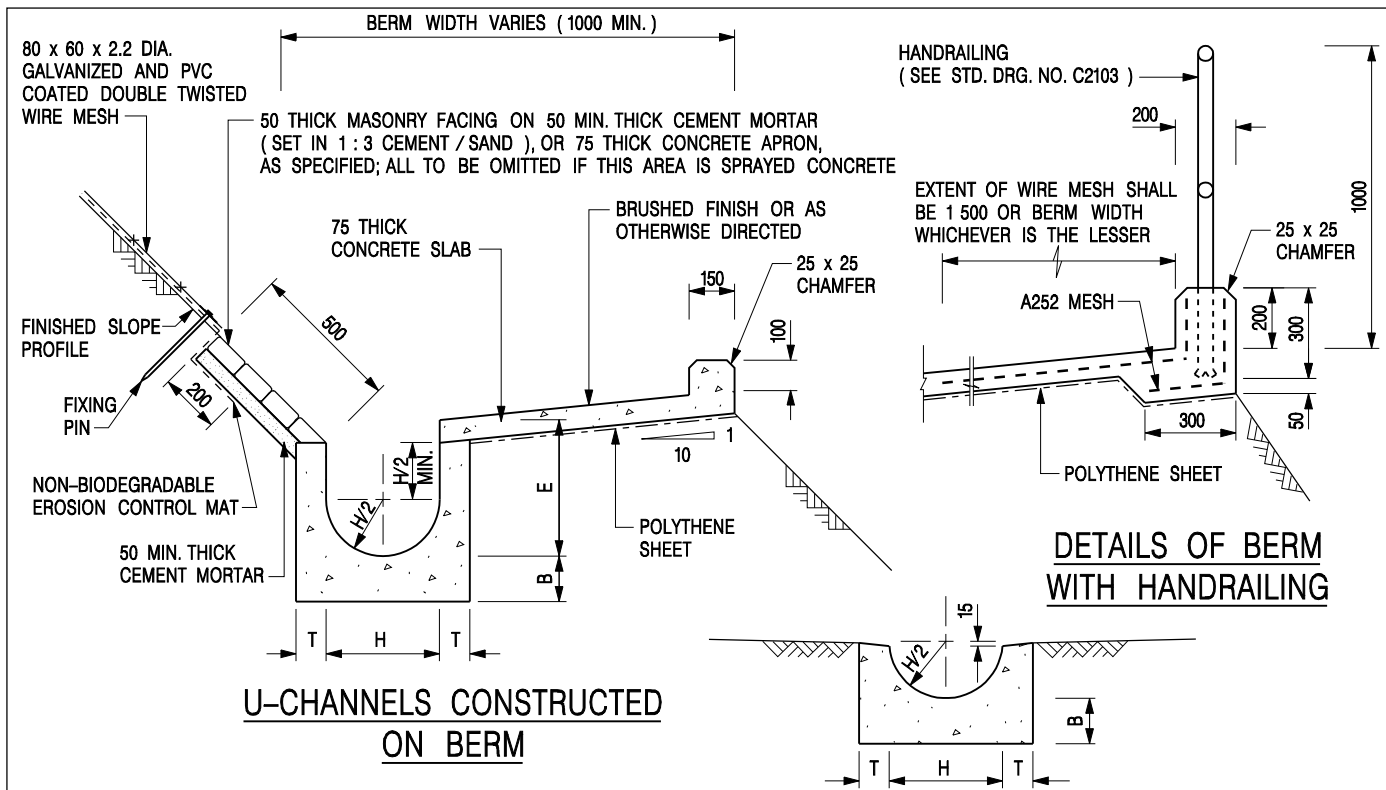 BERM WIDTH VARIES ( 1000 MIN. )
80 x 60 x 2.2 DIA.
GALVANIZED AND PVC
COATED DOUBLE TWISTED
WIRE MESH
50 THICK MASONRY FACING ON 50 MIN. THICK CEMENT MORTAR
( SET IN 1 : 3 CEMENT / SAND ), OR 75 THICK CONCRETE APRON,
AS SPECIFIED; ALL TO BE OMITTED IF THIS AREA IS SPRAYED CONCRETE
75 THICK
CONCRETE SLAB
BRUSHED FINISH OR AS
OTHERWISE DIRECTED
25 x 25
CHAMFER
150
100
500
FINISHED SLOPE
PROFILE
200
FIXING
PIN
NON-BIODEGRADABLE
EROSION CONTROL MAT
50 MIN. THICK
CEMENT MORTAR
H/2
MIN.
H/2
E
B
1
10
POLYTHENE
SHEET
T
H
T
U-CHANNELS CONSTRUCTED
ON BERM
HANDRAILING
( SEE STD. DRG. NO. C2103 )
200
1000
EXTENT OF WIRE MESH SHALL
BE 1 500 OR BERM WIDTH
WHICHEVER IS THE LESSER
25 x 25
CHAMFER
A252 MESH
200
300
50
300
POLYTHENE SHEET
DETAILS OF BERM
WITH HANDRAILING
15
H/2
B
T
H
T